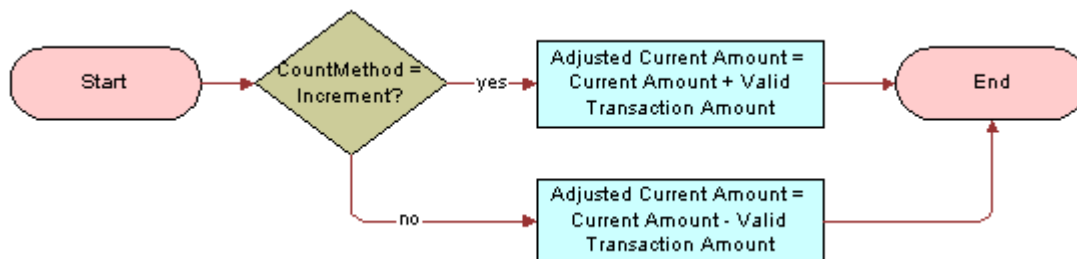 Start
CountMethod =
Increment?
yes
Adjusted Current Amount =
Current Amount + Valid
Transaction Amount
End
no
Adjusted Current Amount =
Current Amount - Valid
Transaction Amount